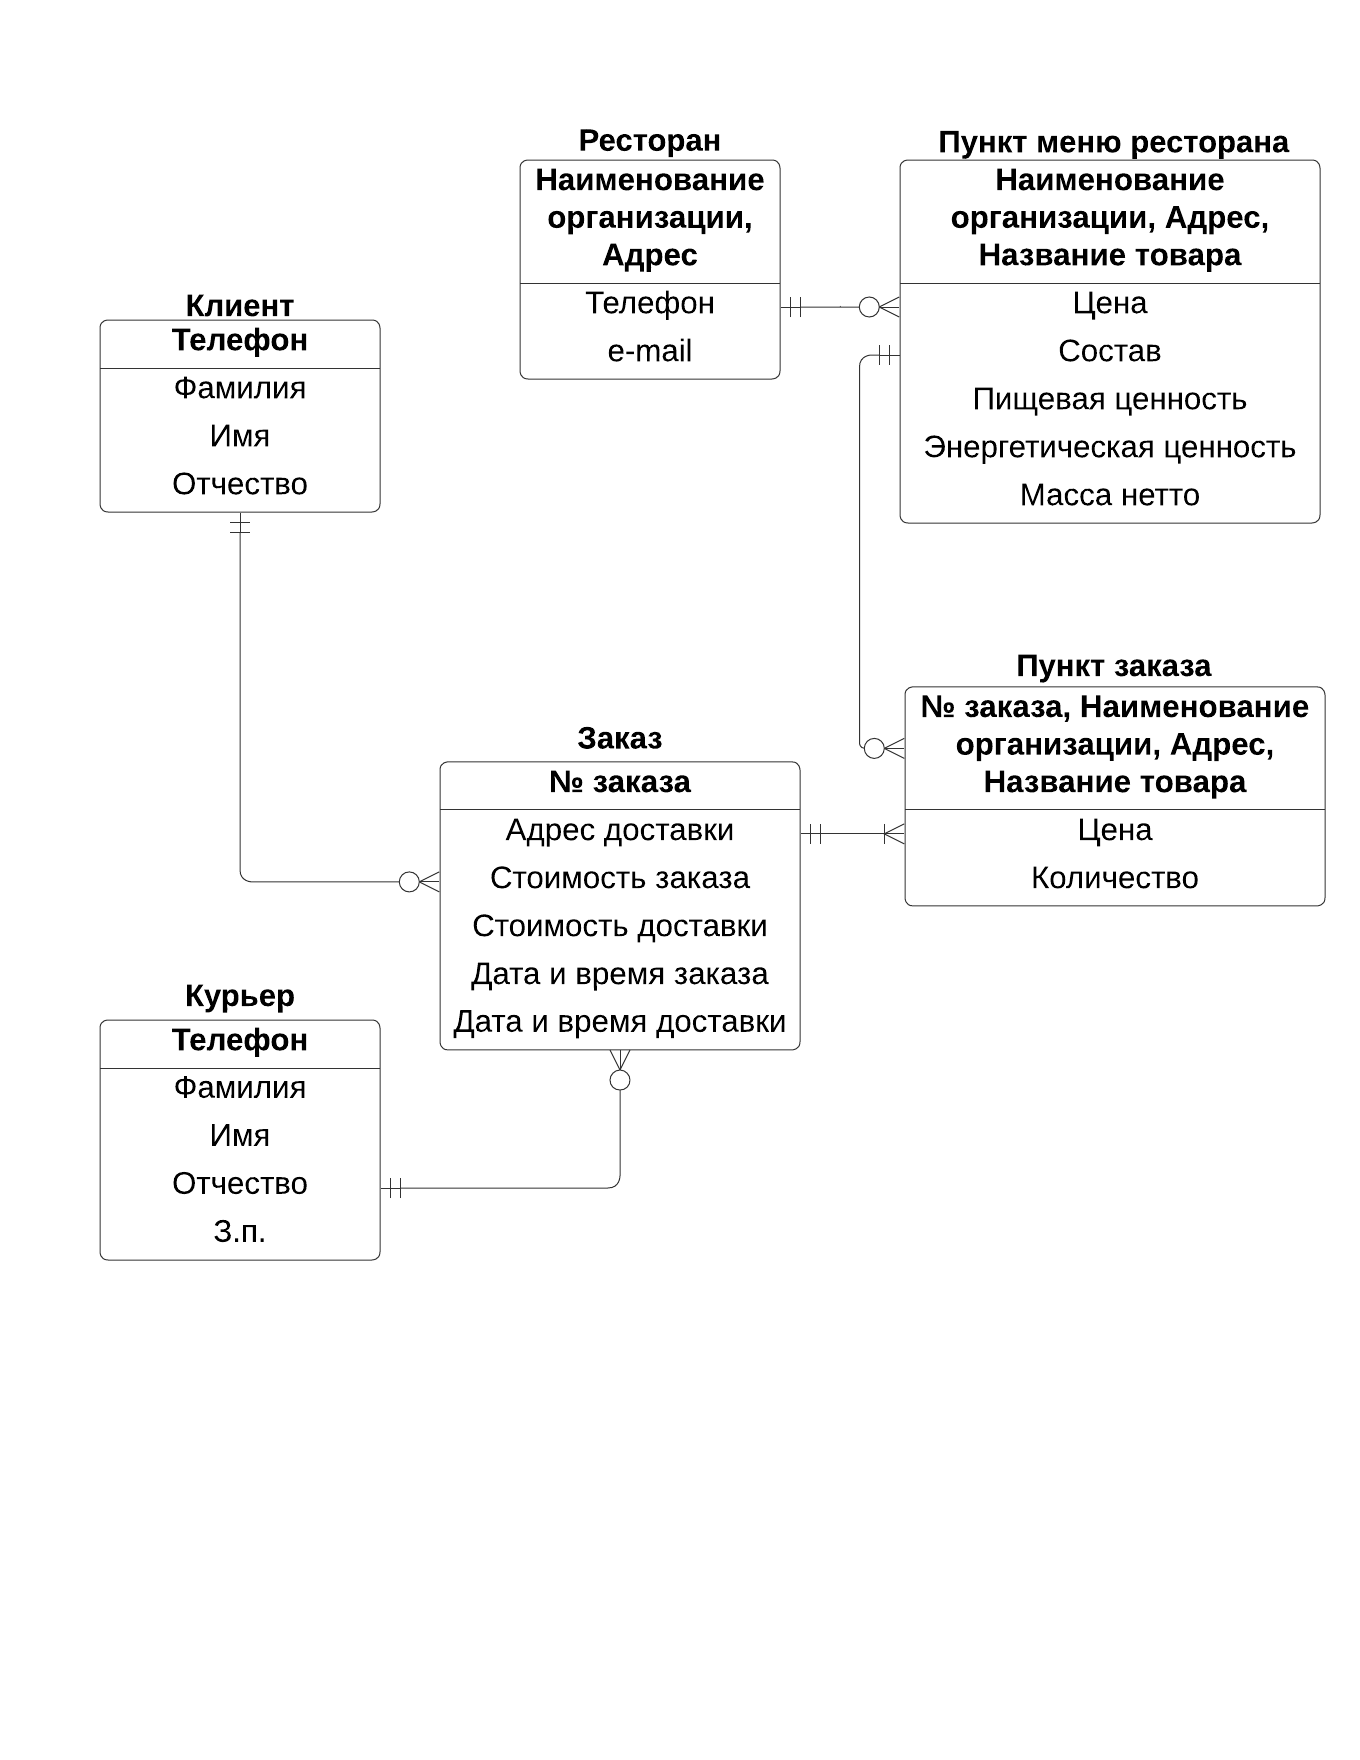 Ресторан
Наименование
организации,
Адрес
Телефон
e-mail
Пункт меню ресторана
Наименование
организации, Адрес,
Название товара
Цена
Состав
Пищевая ценность
Энергетическая ценность
Масса нетто
Клиент
Телефон
Фамилия
Имя
Отчество
Пункт заказа
№ заказа, Наименование
организации, Адрес,
Название товара
Цена
Количество
Заказ
№ заказа
Адрес доставки
Стоимость заказа
Стоимость доставки
Дата и время заказа
Дата и время доставки
Курьер
Телефон
Фамилия
Имя
Отчество
З.п.